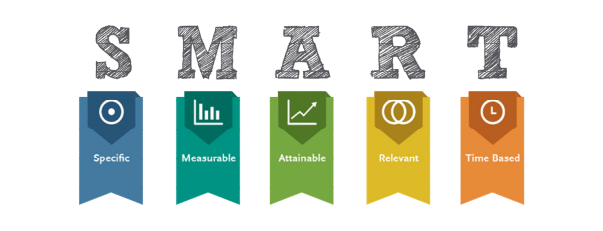 S M A R T
Specific Measurable Attainable Relevant Time Based